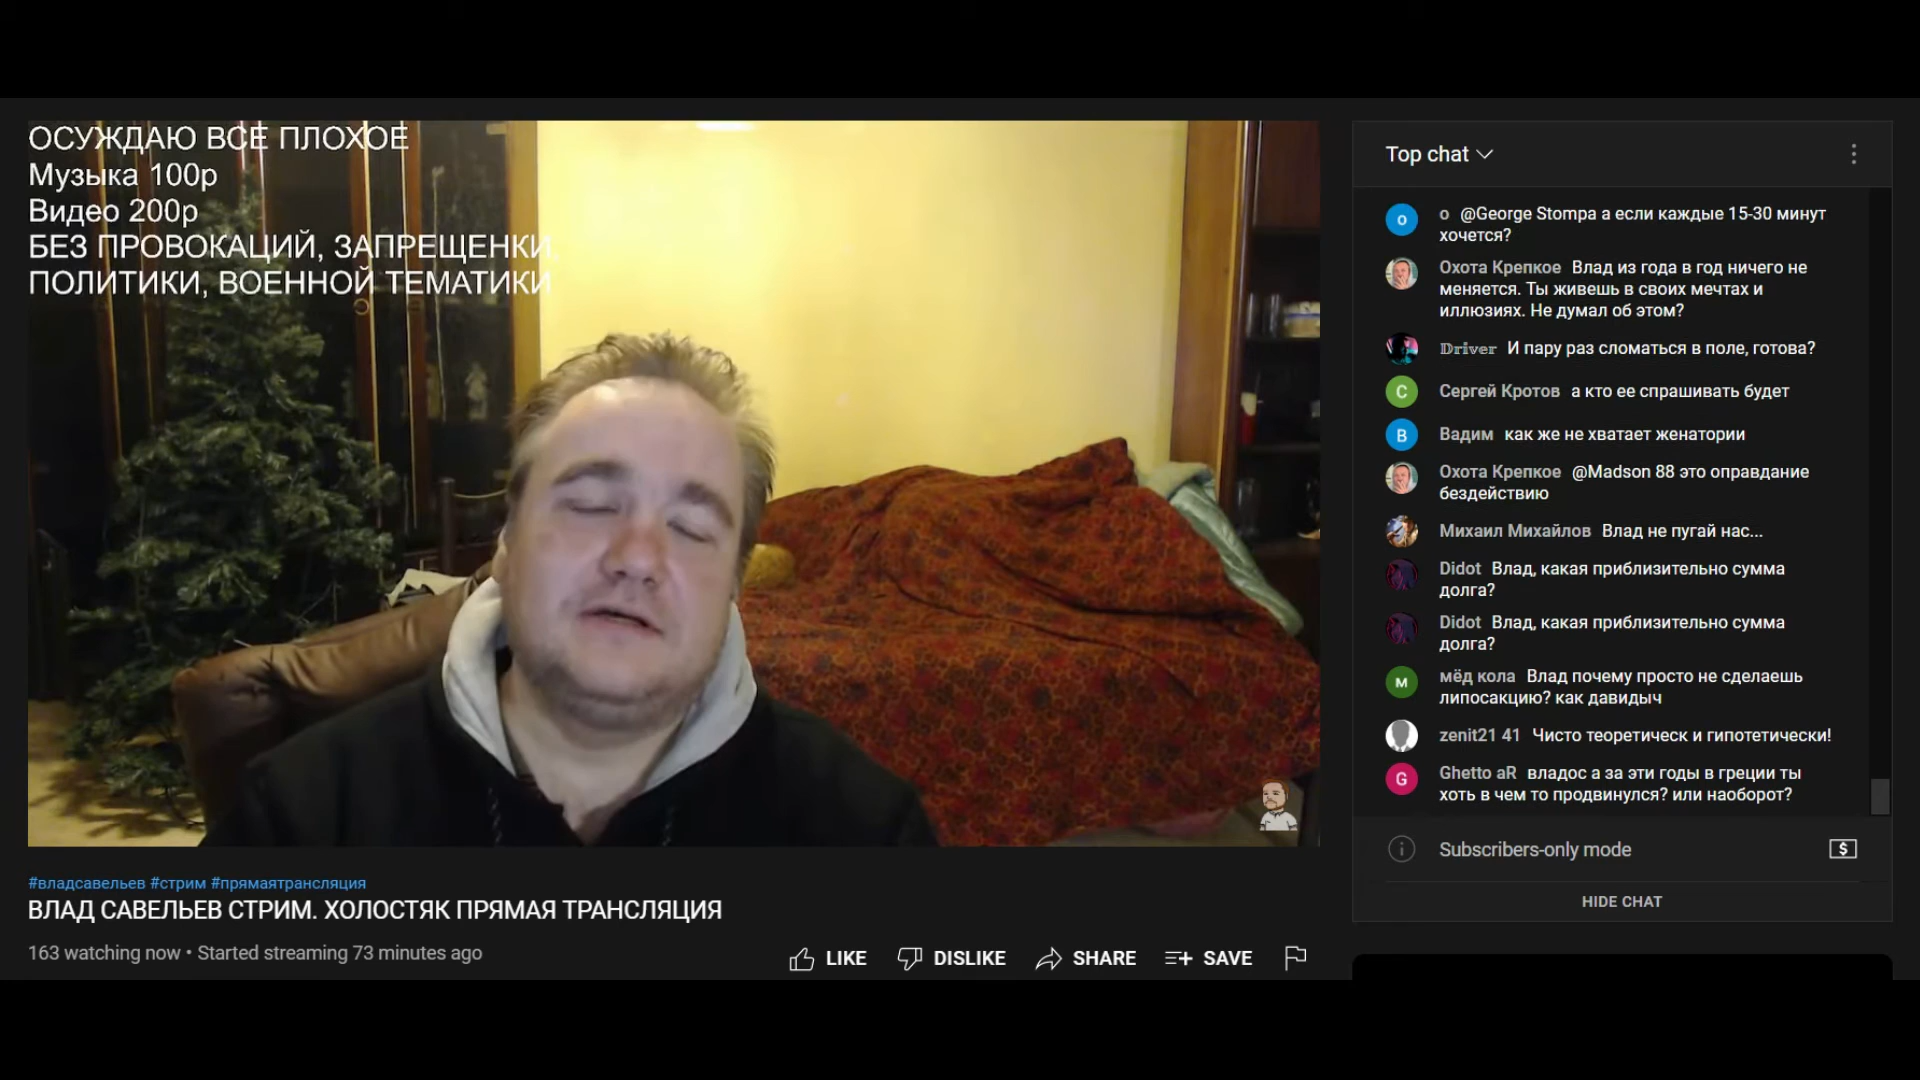 ОСУЖДАЮ ВСЕ ПЛОХОЕ
Музыка 100р
Видео 200р
БЕЗ ПРОВОКАЦИЙ, ЗАПРЕЩЕНКИ,
ПОЛИТИКИ, ВОЕННОЙ ТЕМАТИКИ
#владсавельев #стрим #прямаятрансляция
ВЛАД САВЕЛЬЕВ СТРИМ. ХОЛОСТЯК ПРЯМАЯ ТРАНСЛЯЦИЯ
163 watching now • Started streaming 73 minutes ago
LIKE
DISLIKE
SHARE
SAVE
Top chat
o
o @George Stompa а если каждые 15-30 минут
хочется?
Охота Крепкое Влад из года в год ничего не
меняется. Ты живешь в своих мечтах и
иллюзиях. Не думал об этом?
𝔻𝕣𝕚𝕧𝕖𝕣 И пару раз сломаться в поле, готова?
С
Сергей Кротов а кто ее спрашивать будет
В
Вадим как же не хватает женатории
Охота Крепкое @Madson 88 это оправдание
бездействию
Михаил Михайлов Влад не пугай нас...
Didot Влад, какая приблизительно сумма
долга?
Didot Влад, какая приблизительно сумма
долга?
м
мёд кола Влад почему просто не сделаешь
липосакцию? как давидыч
zenit21 41 Чисто теоретическ и гипотетически!
G
Ghetto aR владос а за эти годы в греции ты
хоть в чем то продвинулся? или наоборот?
Subscribers-only mode
$
HIDE CHAT